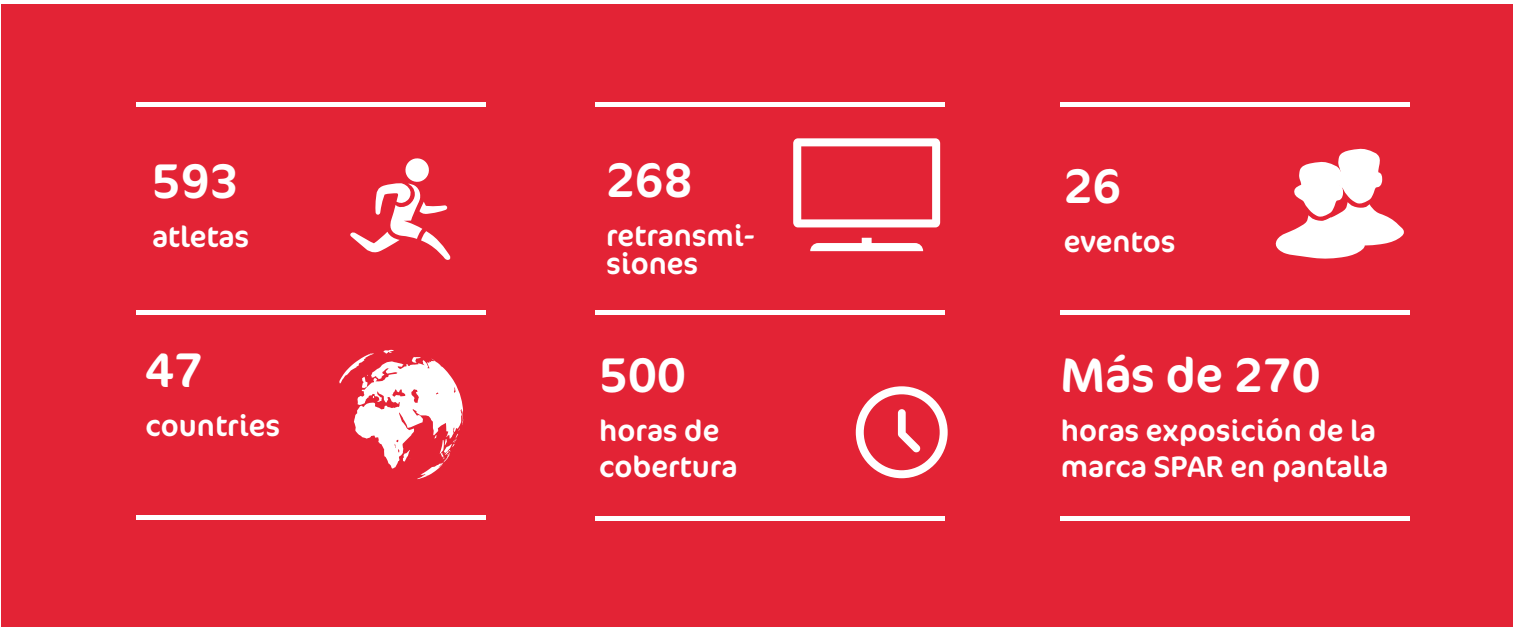 593
atletas
268
retransmi-
siones
26
eventos
47
countries
500
horas de
cobertura
Más de 270
horas exposición de la
marca SPAR en pantalla